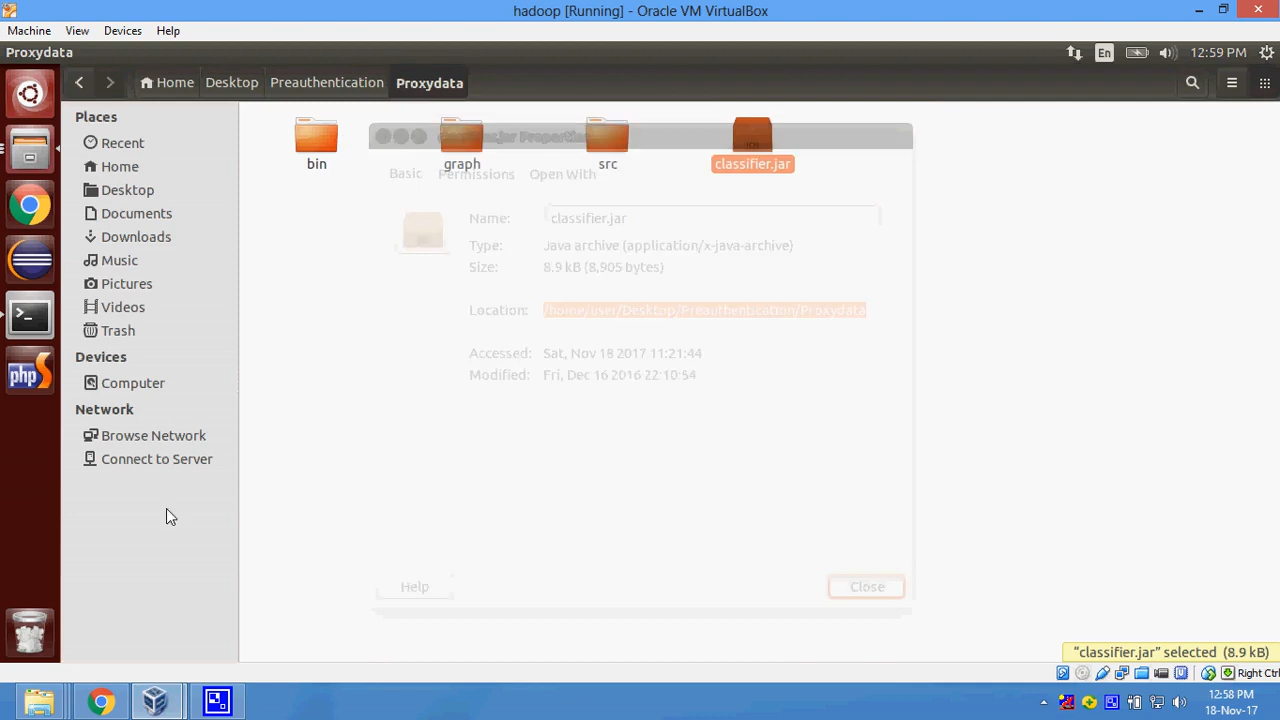 hadoop [Running] - Oracle VM VirtualBox
Machine View Devices Help
Proxydata
En
12:59 PM
Home Desktop Preauthentication Proxydata
Places
Recent
Home
Desktop
Documents
Downloads
Music
Pictures
Videos
Trash
Devices
Computer
Network
Browse Network
Connect to Server
bin
graph
src
classifier.jar
classifier.jar Properties
Basic Permissions Open With
Name: classifier.jar
Type: Java archive (application/x-java-archive)
Size: 8.9 kB (8,905 bytes)
Location: /home/user/Desktop/Preauthentication/Proxydata
Accessed: Sat, Nov 18 2017 11:21:44
Modified: Fri, Dec 16 2016 22:10:54
Help
Close
php
"classifier.jar" selected (8.9 kB)
Right Ctrl
12:58 PM
18-Nov-17